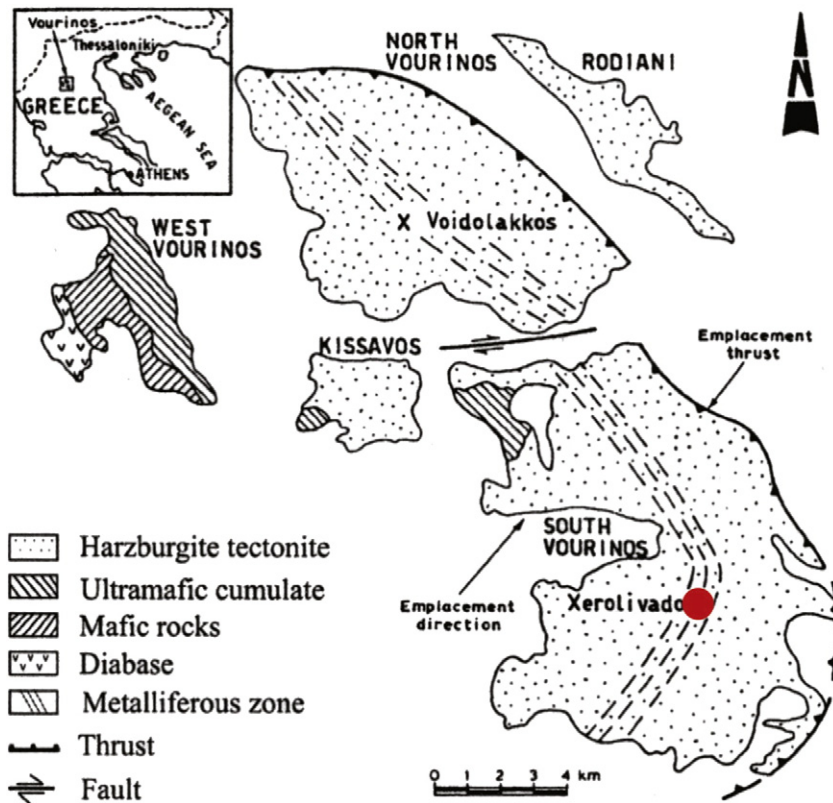 Vourinos
Thessaloniki
GREECE
AEGEAN SEA
ATHENS
NORTH
VOURINOS
RODIANI
N
WEST
VOURINOS
X Voidolakkos
KISSAVOS
Emplacement
thrust
SOUTH
VOURINOS
Xerolivado
Emplacement
direction
Harzburgite tectonite
Ultramafic cumulate
Mafic rocks
Diabase
Metalliferous zone
Thrust
Fault
0 1 2 3 4 km